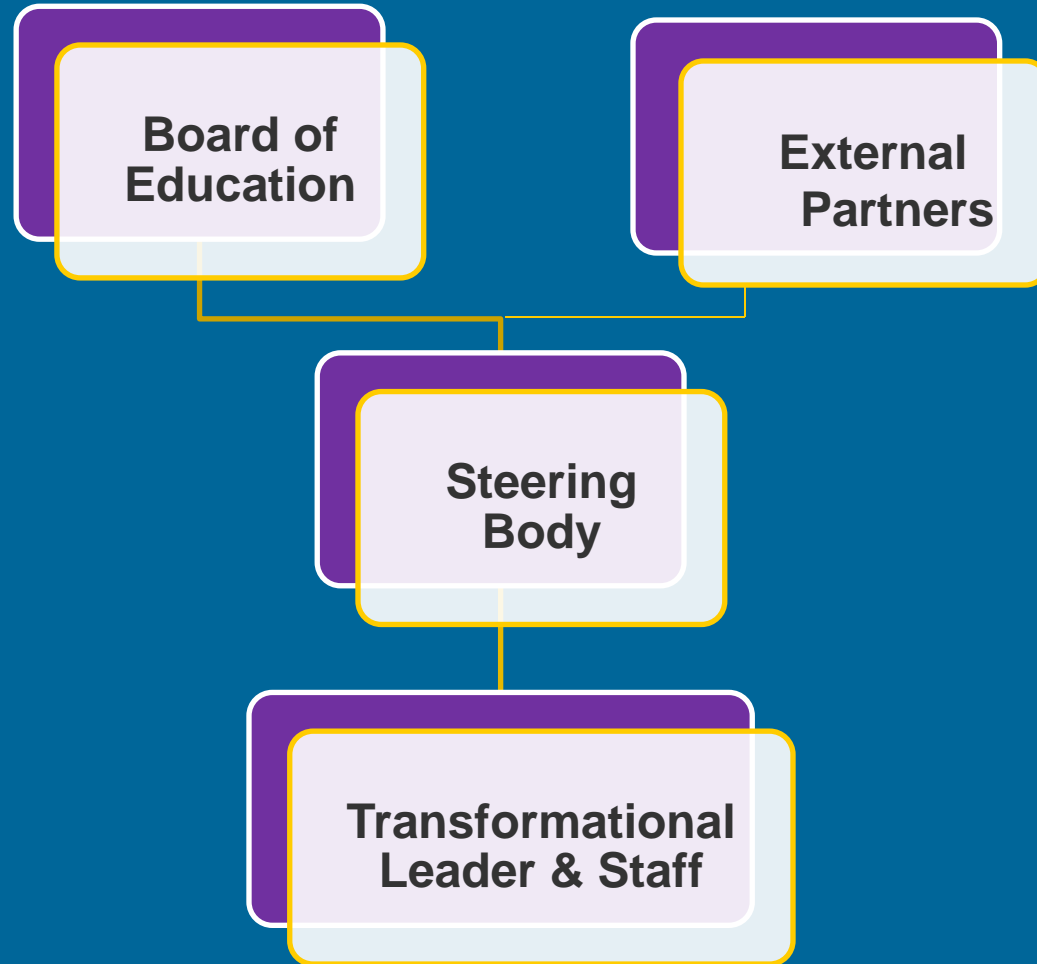 Board of
Education
External
Partners
Steering
Body
Transformational
Leader & Staff